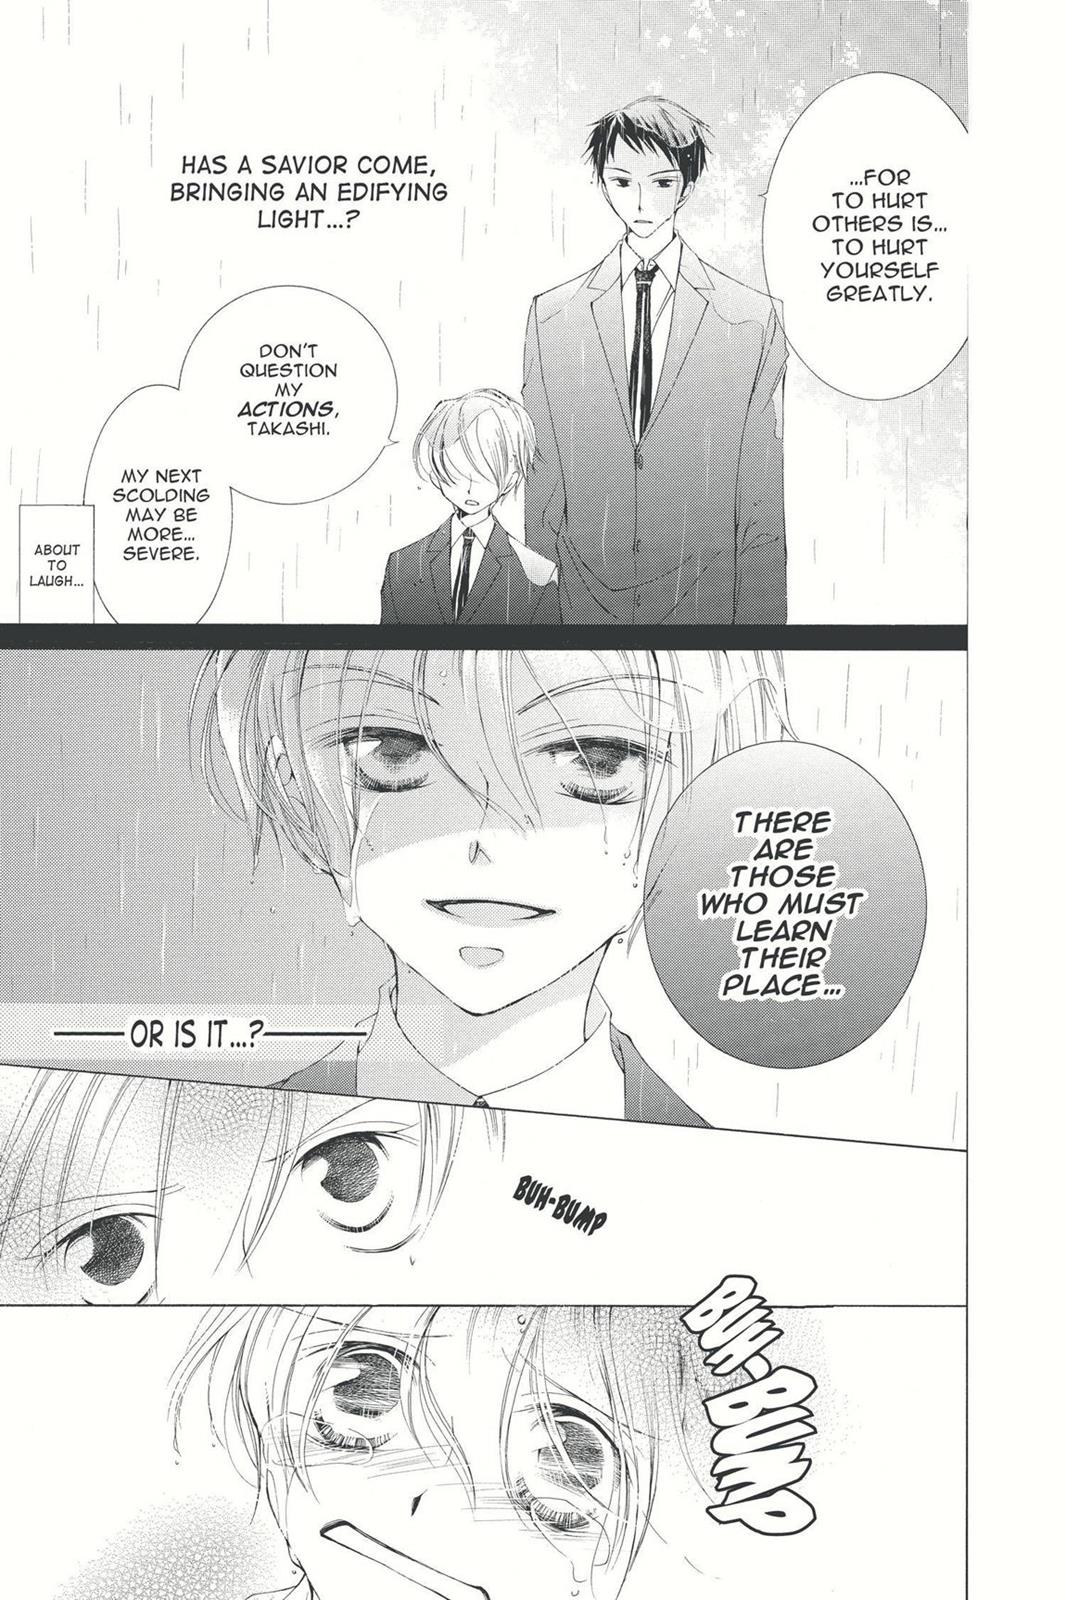 ...FOR
TO HURT
OTHERS IS...
TO HURT
YOURSELF
GREATLY.
HAS A SAVIOR COME,
BRINGING AN EDIFYING
LIGHT...?
DON'T
QUESTION
MY
ACTIONS,
TAKASHI.
MY NEXT
SCOLDING
MAY BE
MORE...
SEVERE.
ABOUT
TO
LAUGH...
THERE
ARE
THOSE
WHO MUST
LEARN
THEIR
PLACE...
OR IS IT...?
BUH-BUMP
BUH-BUMP